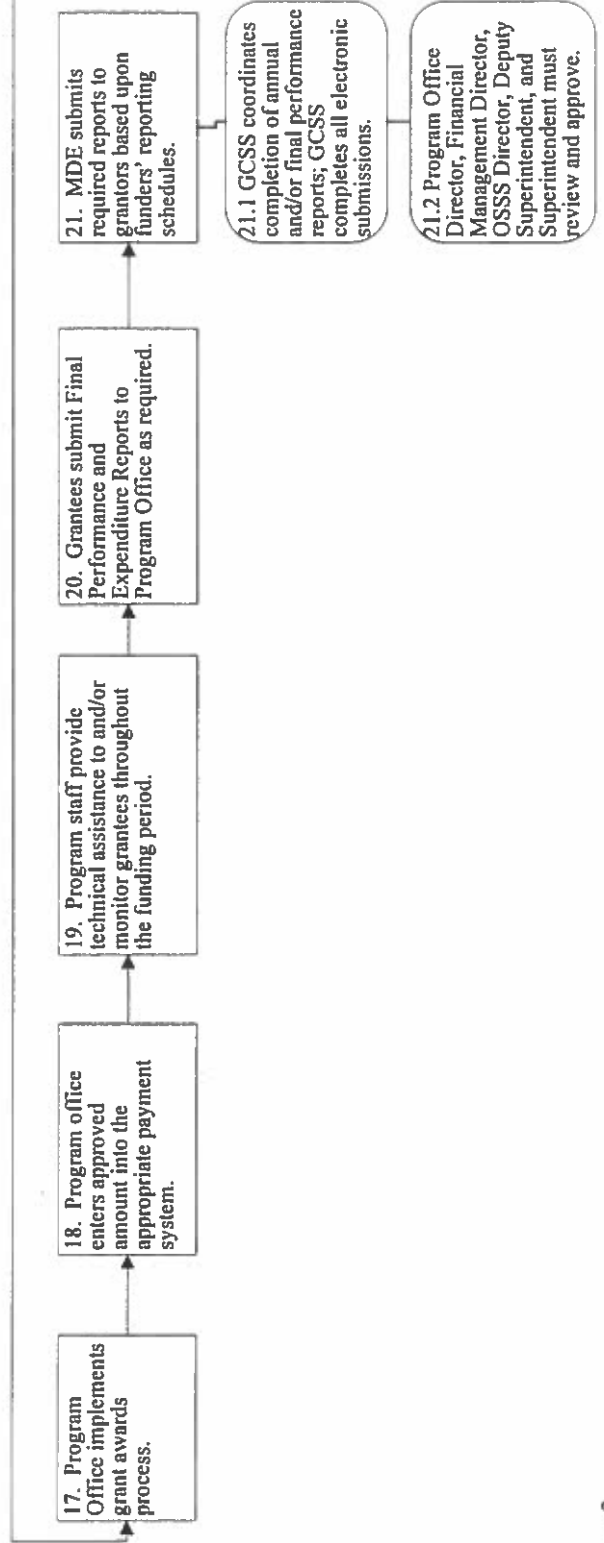 17. Program
Office implements
grant awards
process.
18. Program office
enters approved
amount into the
appropriate payment
system.
19. Program staff provide
technical assistance to and/or
monitor grantees throughout
the funding period.
20. Grantees submit Final
Performance and
Expenditure Reports to
Program Office as required.
21. MDE submits
required reports to
grantors based upon
funders' reporting
schedules.
21.1 GCSS coordinates
completion of annual
and/or final performance
reports; GCSS
completes all electronic
submissions.
21.2 Program Office
Director, Financial
Management Director,
OSSS Director, Deputy
Superintendent, and
Superintendent must
review and approve.